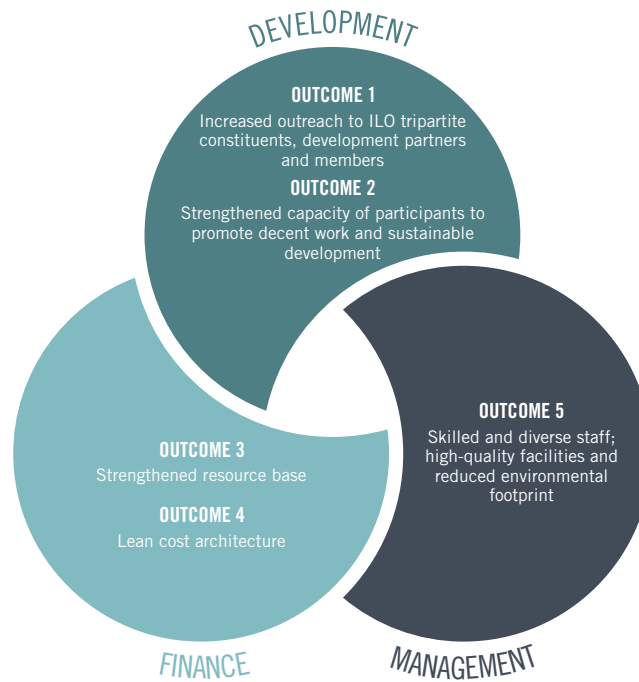 DEVELOPMENT
OUTCOME 1
Increased outreach to ILO tripartite
constituents, development partners
and members
OUTCOME 2
Strengthened capacity of participants to
promote decent work and sustainable
development
OUTCOME 3
Strengthened resource base
OUTCOME 4
Lean cost architecture
FINANCE
OUTCOME 5
Skilled and diverse staff;
high-quality facilities and
reduced environmental
footprint
MANAGEMENT